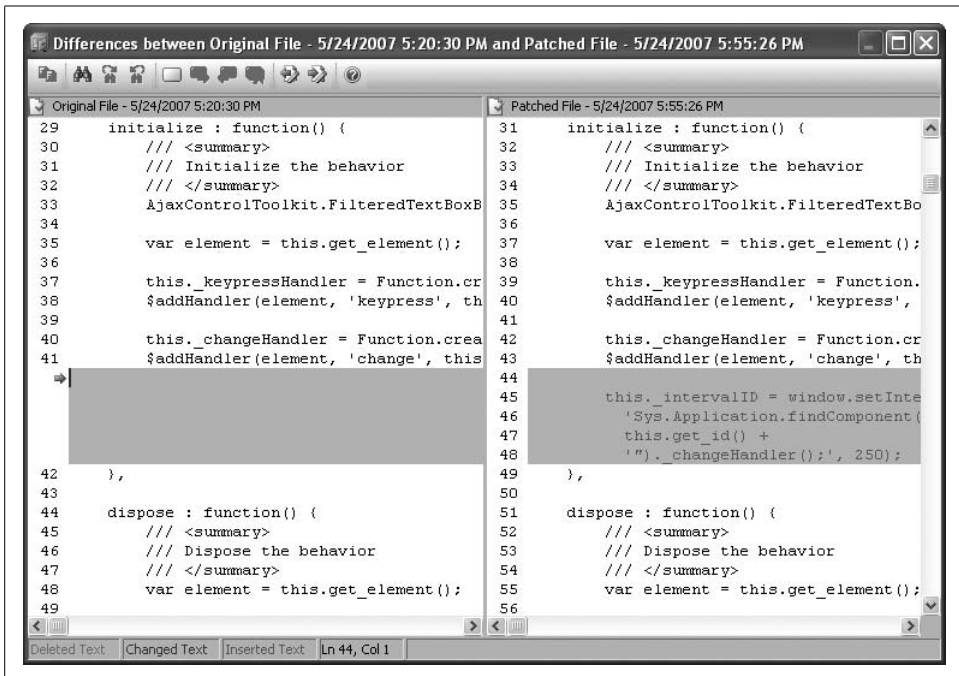 Differences between Original File - 5/24/2007 5:20:30 PM and Patched File - 5/24/2007 5:55:26 PM
Original File - 5/24/2007 5:20:30 PM
29 initialize : function() {
30 /// <summary>
31 /// Initialize the behavior
32 /// </summary>
33 AjaxControlToolkit.FilteredTextBoxB
34
35 var element = this.get_element();
36
37 this._keypressHandler = Function.cr
38 $addHandler(element, 'keypress', th
39
40 this._changeHandler = Function.crea
41 $addHandler(element, 'change', this
42 },
43
44 dispose : function() {
45 /// <summary>
46 /// Dispose the behavior
47 /// </summary>
48 var element = this.get_element();
49
Patched File - 5/24/2007 5:55:26 PM
31 initialize : function() {
32 /// <summary>
33 /// Initialize the behavior
34 /// </summary>
35 AjaxControlToolkit.FilteredTextBo
36
37 var element = this.get_element();
38
39 this._keypressHandler = Function.
40 $addHandler(element, 'keypress',
41
42 this._changeHandler = Function.cr
43 $addHandler(element, 'change', th
44
45 this._intervalID = window.setInte
46 'Sys.Application.findComponent(
47 this.get_id() +
48 '")._changeHandler();', 250);
49 },
50
51 dispose : function() {
52 /// <summary>
53 /// Dispose the behavior
54 /// </summary>
55 var element = this.get_element();
56
Deleted Text Changed Text Inserted Text Ln 44, Col 1